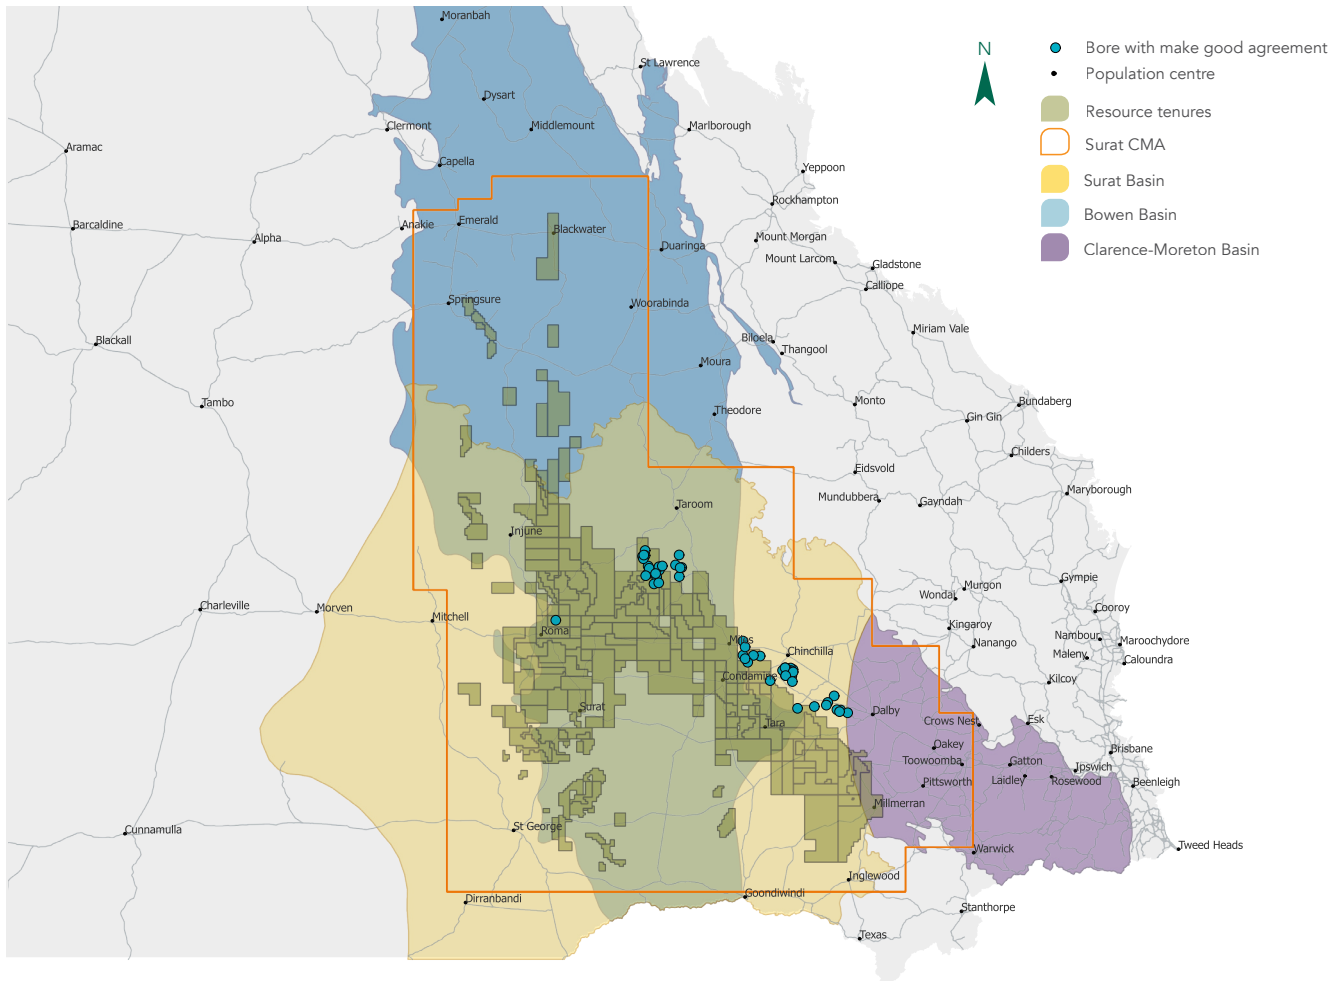 Moranbah
N
Bore with make good agreement
St Lawrence
Population centre
Dysart
Resource tenures
Clermont
Middlemount
Marlborough
Aramac
Surat CMA
Capella
Yeppoon
Surat Basin
Rockhampton
Bowen Basin
Barcaldine
Anakie
Emerald
Blackwater
Alpha
Mount Morgan
Duaringa
Clarence-Moreton Basin
Mount Larcom
Gladstone
Calliope
Springsure
Woorabinda
Miriam Vale
Blackall
Biloela
Thangool
Moura
Tambo
Monto
Bundaberg
Theodore
Gin Gin
Childers
Eidsvold
Maryborough
Mundubbera
Gayndah
Taroom
Injune
Gympie
Murgon
Wondai
Charleville
Morven
Cooroy
Mitchell
Kingaroy
Roma
Miles
Nambour
Maroochydore
Nanango
Chinchilla
Maleny
Caloundra
Condamine
Kilcoy
Surat
Dalby
Tara
Crows Nest
Esk
Oakey
Brisbane
Toowoomba
Gatton
Ipswich
Pittsworth
Laidley
Rosewood
Beenleigh
Millmerran
St George
Cunnamulla
Warwick
Tweed Heads
Inglewood
Goondiwindi
Dirranbandi
Stanthorpe
Texas